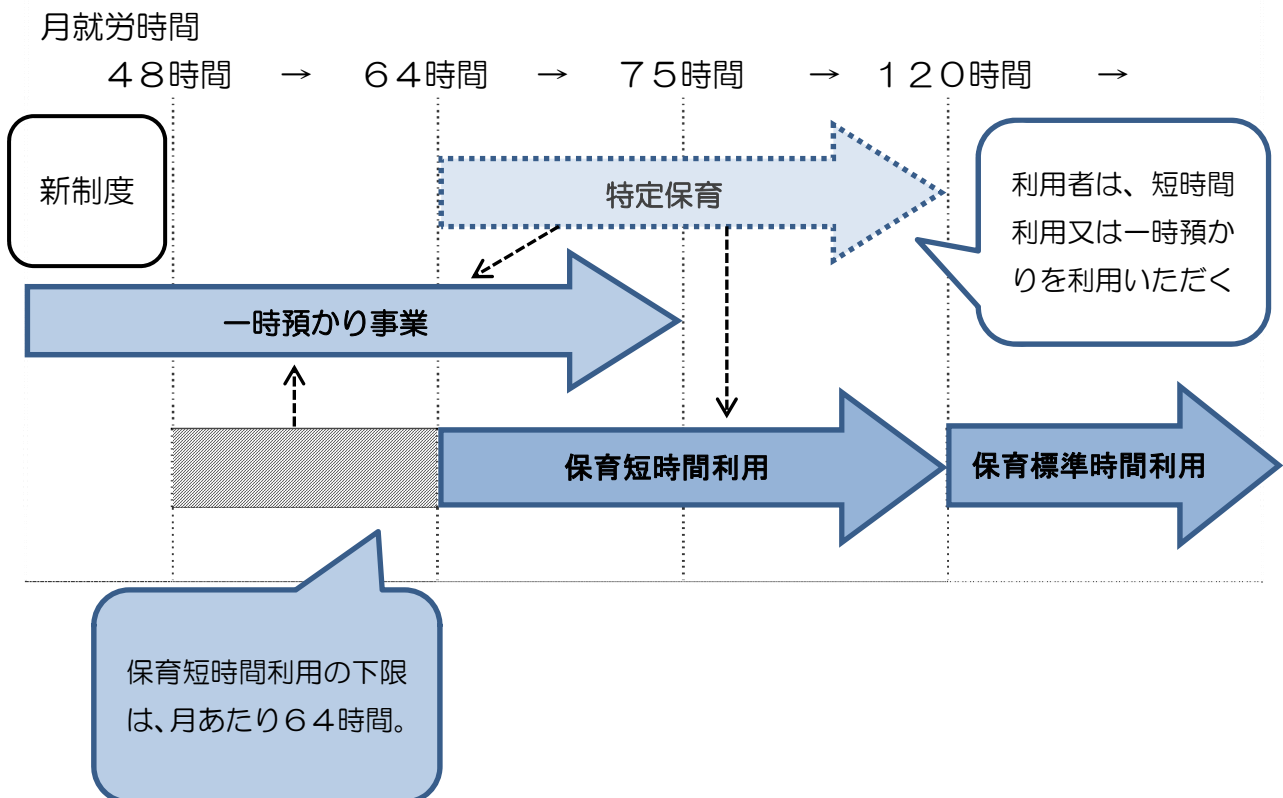 月就労時間
４８時間　→　６４時間　→　７５時間　→　１２０時間　→
新制度
特定保育
利用者は、短時間
利用又は一時預か
りを利用いただく
一時預かり事業
保育短時間利用
保育標準時間利用
保育短時間利用の下限
は、月あたり６４時間。